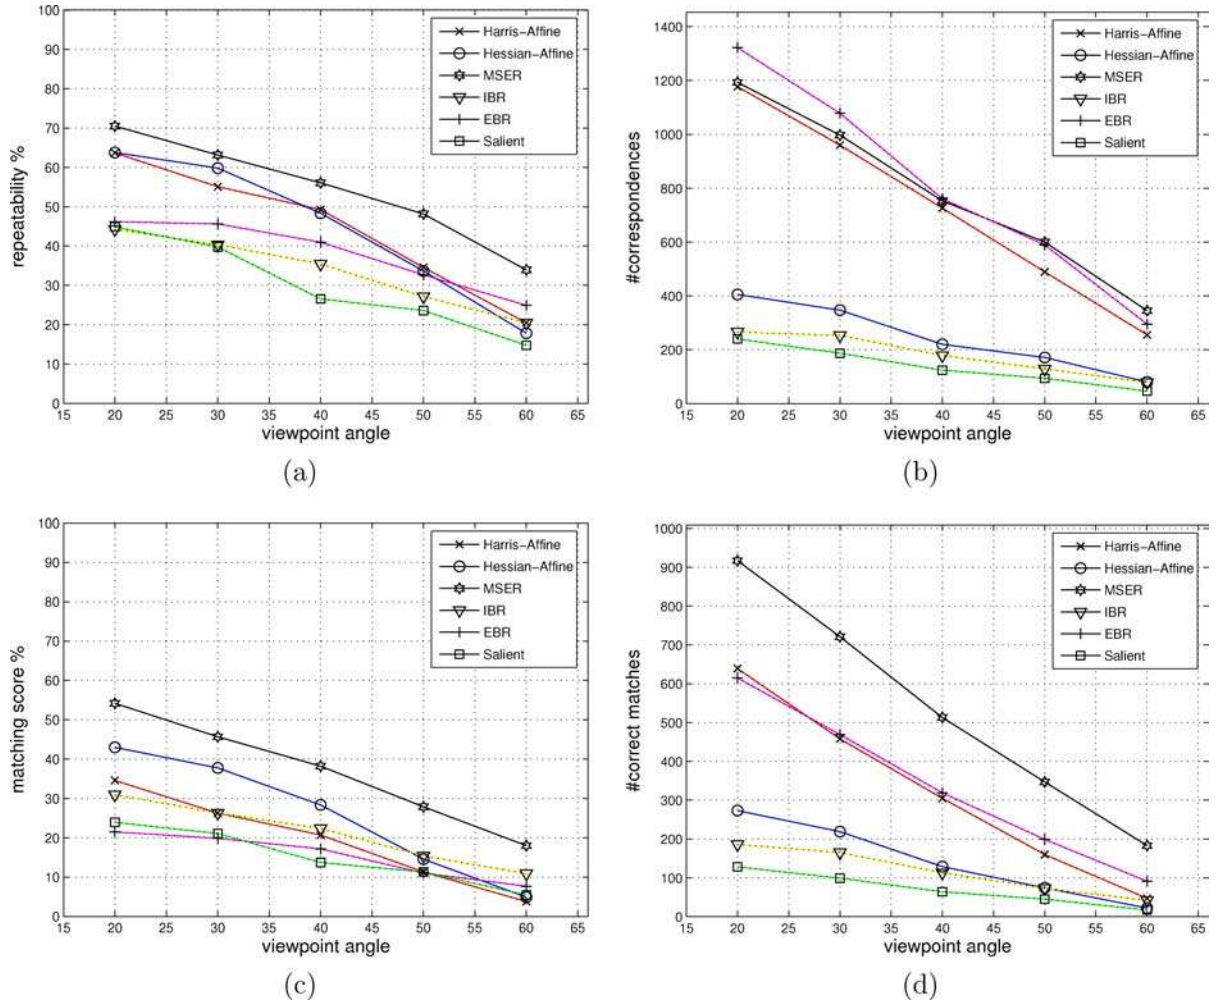 100
90
80
70
60
50
40
30
20
10
0
repeatability %
Harris-Affine
Hessian-Affine
MSER
IBR
EBR
Salient
15 20 25 30 35 40 45 50 55 60 65
viewpoint angle
(a)
1400
1200
1000
800
600
400
200
0
#correspondences
Harris-Affine
Hessian-Affine
MSER
IBR
EBR
Salient
15 20 25 30 35 40 45 50 55 60 65
viewpoint angle
(b)
100
90
80
70
60
50
40
30
20
10
0
matching score %
Harris-Affine
Hessian-Affine
MSER
IBR
EBR
Salient
15 20 25 30 35 40 45 50 55 60 65
viewpoint angle
(c)
1000
900
800
700
600
500
400
300
200
100
0
#correct matches
Harris-Affine
Hessian-Affine
MSER
IBR
EBR
Salient
15 20 25 30 35 40 45 50 55 60 65
viewpoint angle
(d)